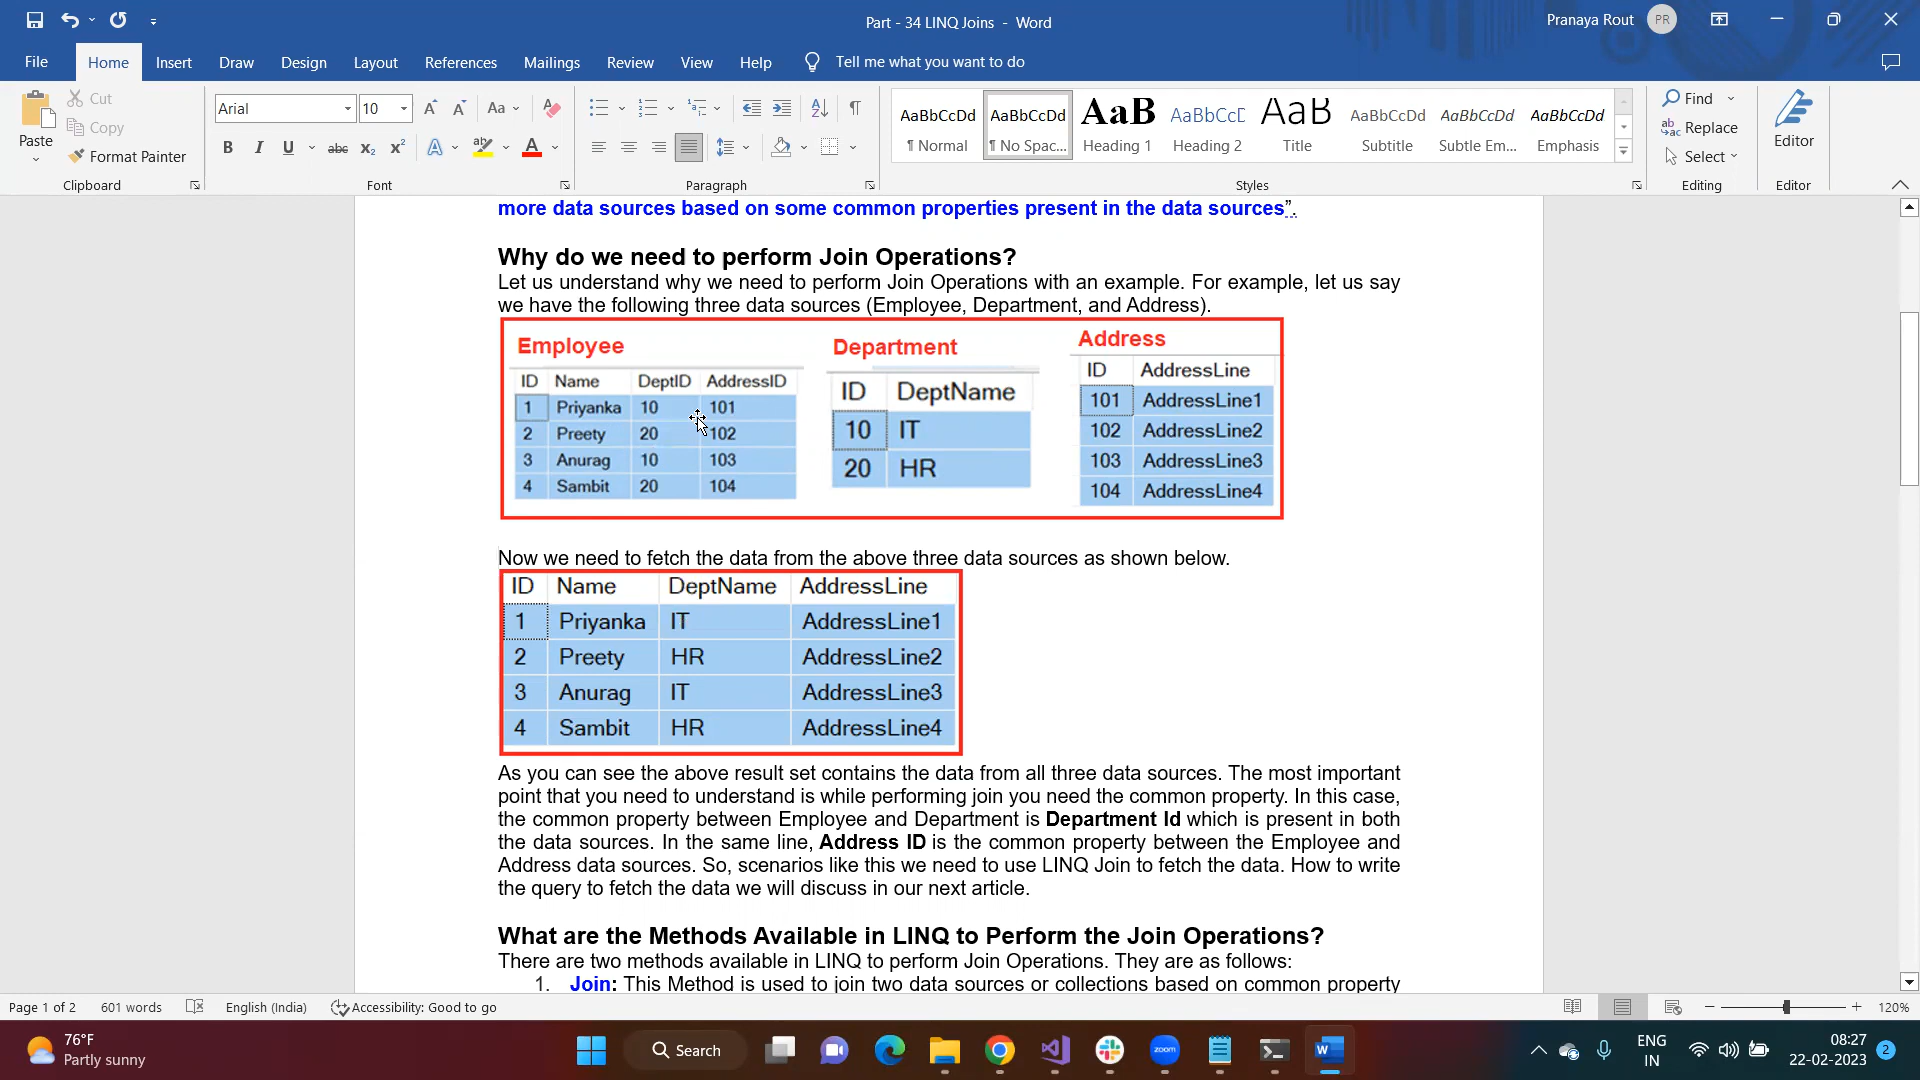 Part - 34 LINQ Joins - Word
Pranaya Rout PR
File Home Insert Draw Design Layout References Mailings Review View Help Tell me what you want to do
Paste
Cut
Copy
Format Painter
Clipboard
Arial 10
Aa
B I U abc x₂ x² A A
Font
Paragraph
AaBbCcDd AaBbCcDd AaB AaBbCcC AaB AaBbCcDd AaBbCcDd AaBbCcDd
¶ Normal ¶ No Spac... Heading 1 Heading 2 Title Subtitle Subtle Em... Emphasis
Styles
Find
Replace
Select
Editing
Editor
Editor
more data sources based on some common properties present in the data sources”.
Why do we need to perform Join Operations?
Let us understand why we need to perform Join Operations with an example. For example, let us say
we have the following three data sources (Employee, Department, and Address).
Employee
ID Name DeptID AddressID
1 Priyanka 10 101
2 Preety 20 102
3 Anurag 10 103
4 Sambit 20 104
Department
ID DeptName
10 IT
20 HR
Address
ID AddressLine
101 AddressLine1
102 AddressLine2
103 AddressLine3
104 AddressLine4
Now we need to fetch the data from the above three data sources as shown below.
ID Name DeptName AddressLine
1 Priyanka IT AddressLine1
2 Preety HR AddressLine2
3 Anurag IT AddressLine3
4 Sambit HR AddressLine4
As you can see the above result set contains the data from all three data sources. The most important
point that you need to understand is while performing join you need the common property. In this case,
the common property between Employee and Department is Department Id which is present in both
the data sources. In the same line, Address ID is the common property between the Employee and
Address data sources. So, scenarios like this we need to use LINQ Join to fetch the data. How to write
the query to fetch the data we will discuss in our next article.
What are the Methods Available in LINQ to Perform the Join Operations?
There are two methods available in LINQ to perform Join Operations. They are as follows:
1. Join: This Method is used to join two data sources or collections based on common property
Page 1 of 2 601 words English (India) Accessibility: Good to go 120%
76°F
Partly sunny
Search
zoom
ENG
IN
08:27
22-02-2023
2